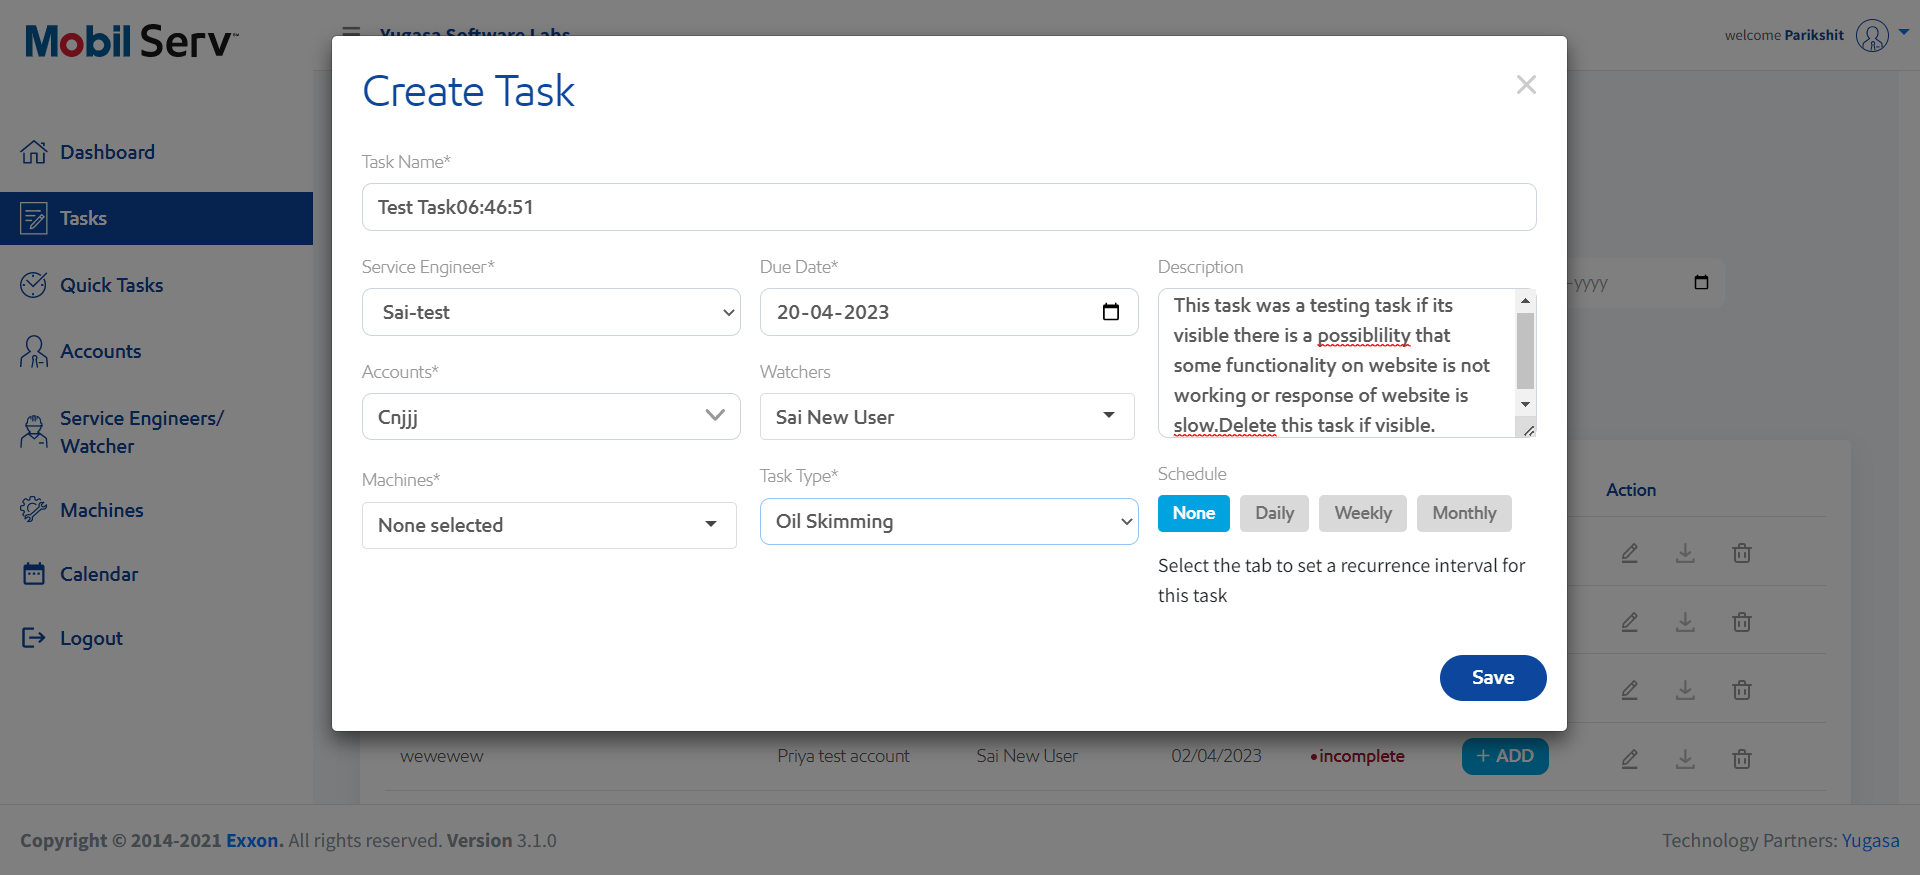 Mobil Serv™
Yugasa Software Labs
welcome Parikshit
Dashboard
Tasks
Quick Tasks
Accounts
Service Engineers/
Watcher
Machines
Calendar
Logout
Create Task
Task Name*
Test Task06:46:51
Service Engineer*
Sai-test
Due Date*
20-04-2023
Description
This task was a testing task if its
visible there is a possiblility that
some functionality on website is not
working or response of website is
slow.Delete this task if visible.
Accounts*
Cnjjj
Watchers
Sai New User
Machines*
None selected
Task Type*
Oil Skimming
Schedule
None Daily Weekly Monthly
Select the tab to set a recurrence interval for
this task
Save
-yyyy
Action
wewewew Priya test account Sai New User 02/04/2023 •incomplete + ADD
Copyright © 2014-2021 Exxon. All rights reserved. Version 3.1.0
Technology Partners: Yugasa